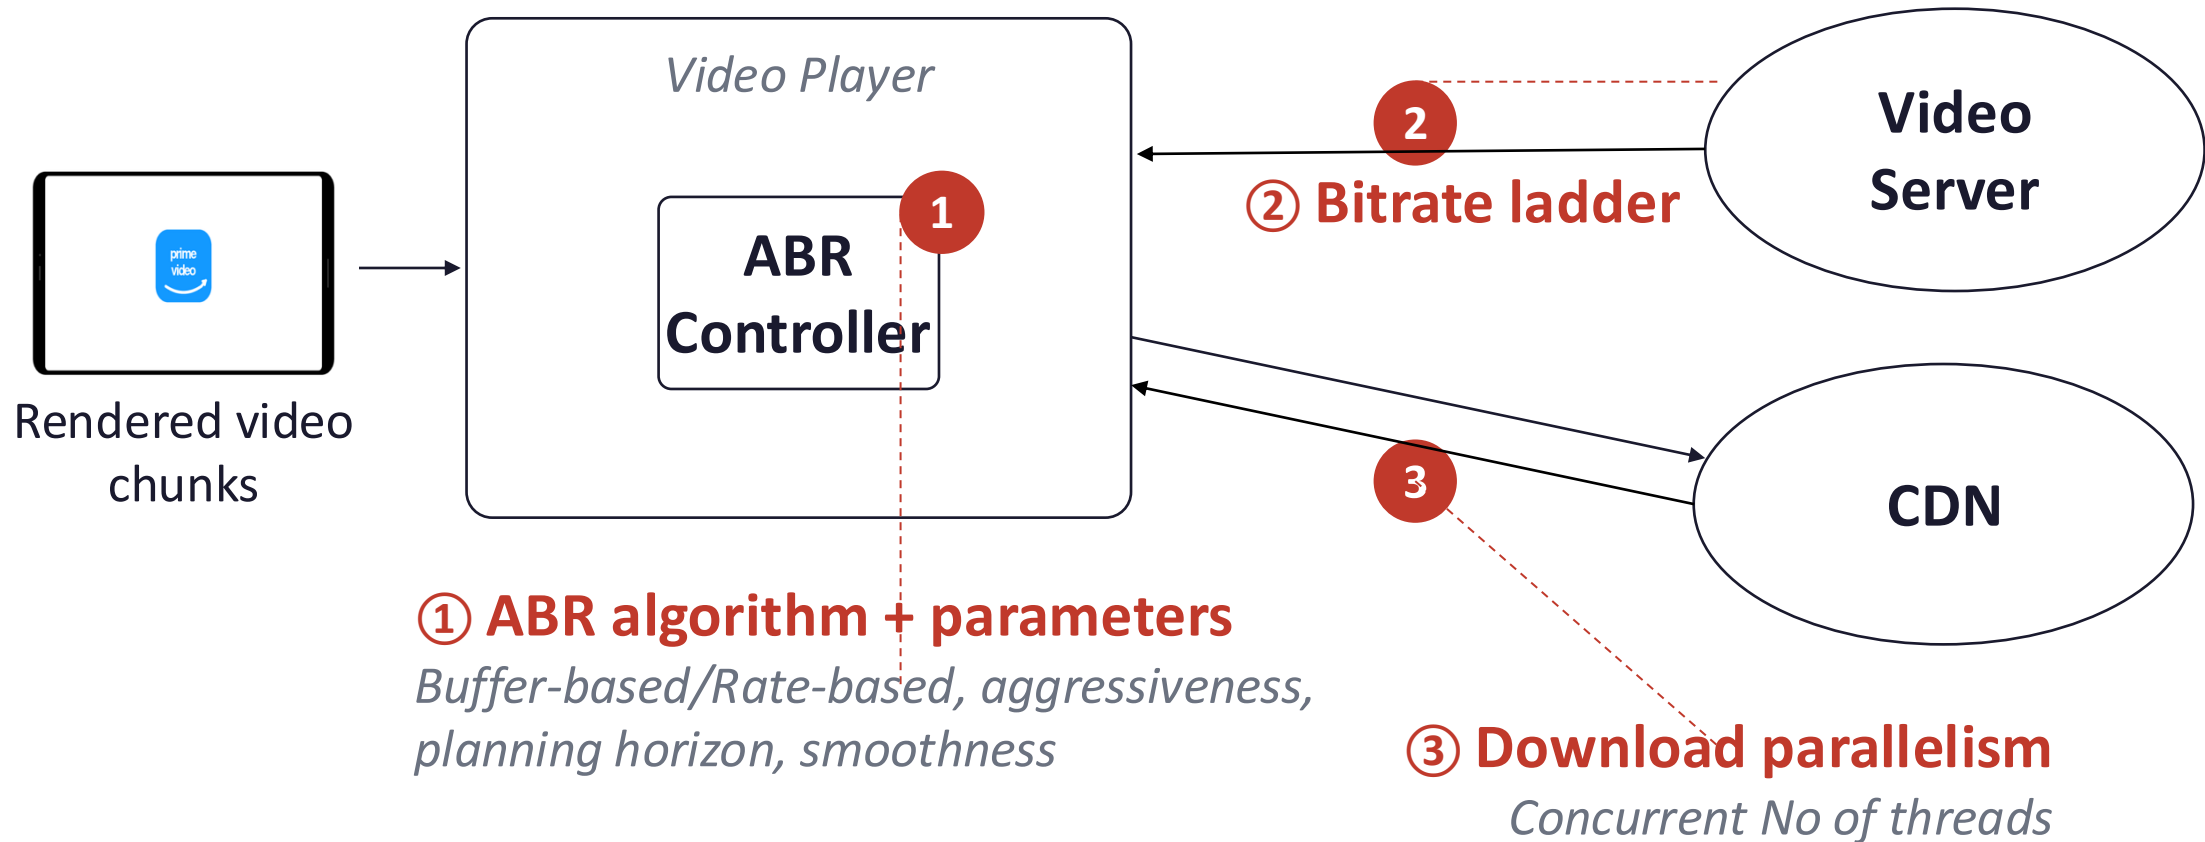 Video Player
prime
video
ABR
Controller
1
Rendered video
chunks
2
② Bitrate ladder
Video
Server
3
CDN
① ABR algorithm + parameters
Buffer-based/Rate-based, aggressiveness,
planning horizon, smoothness
③ Download parallelism
Concurrent No of threads